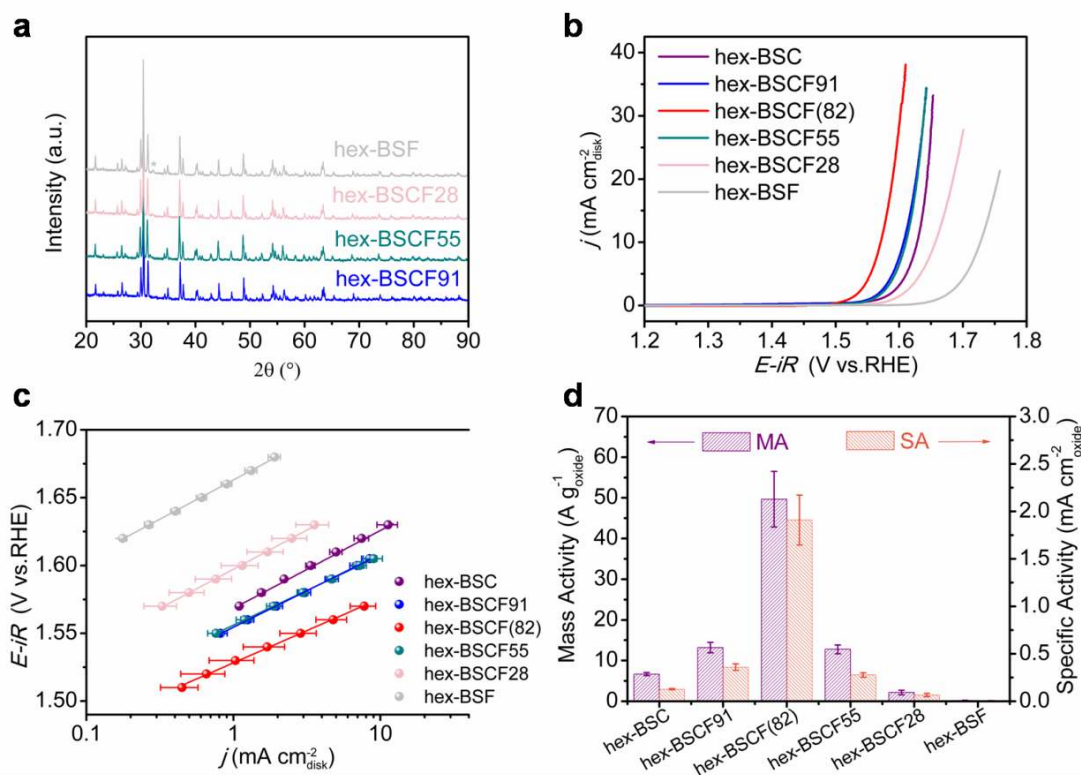 a
Intensity (a.u.)
hex-BSF
*
hex-BSCF28
hex-BSCF55
hex-BSCF91
20 30 40 50 60 70 80 90
2θ (°)
b
j (mA cm⁻²disk)
40
30
20
10
0
hex-BSC
hex-BSCF91
hex-BSCF(82)
hex-BSCF55
hex-BSCF28
hex-BSF
1.2 1.3 1.4 1.5 1.6 1.7 1.8
E-iR (V vs.RHE)
c
E-iR (V vs.RHE)
1.70
1.65
1.60
1.55
1.50
hex-BSC
hex-BSCF91
hex-BSCF(82)
hex-BSCF55
hex-BSCF28
hex-BSF
0.1 1 10
j (mA cm⁻²disk)
d
Mass Activity (A g⁻¹oxide)
70
60
50
40
30
20
10
0
MA SA
3.0
2.5
2.0
1.5
1.0
0.5
0.0
Specific Activity (mA cm⁻²oxide)
hex-BSC
hex-BSCF91
hex-BSCF(82)
hex-BSCF55
hex-BSCF28
hex-BSF